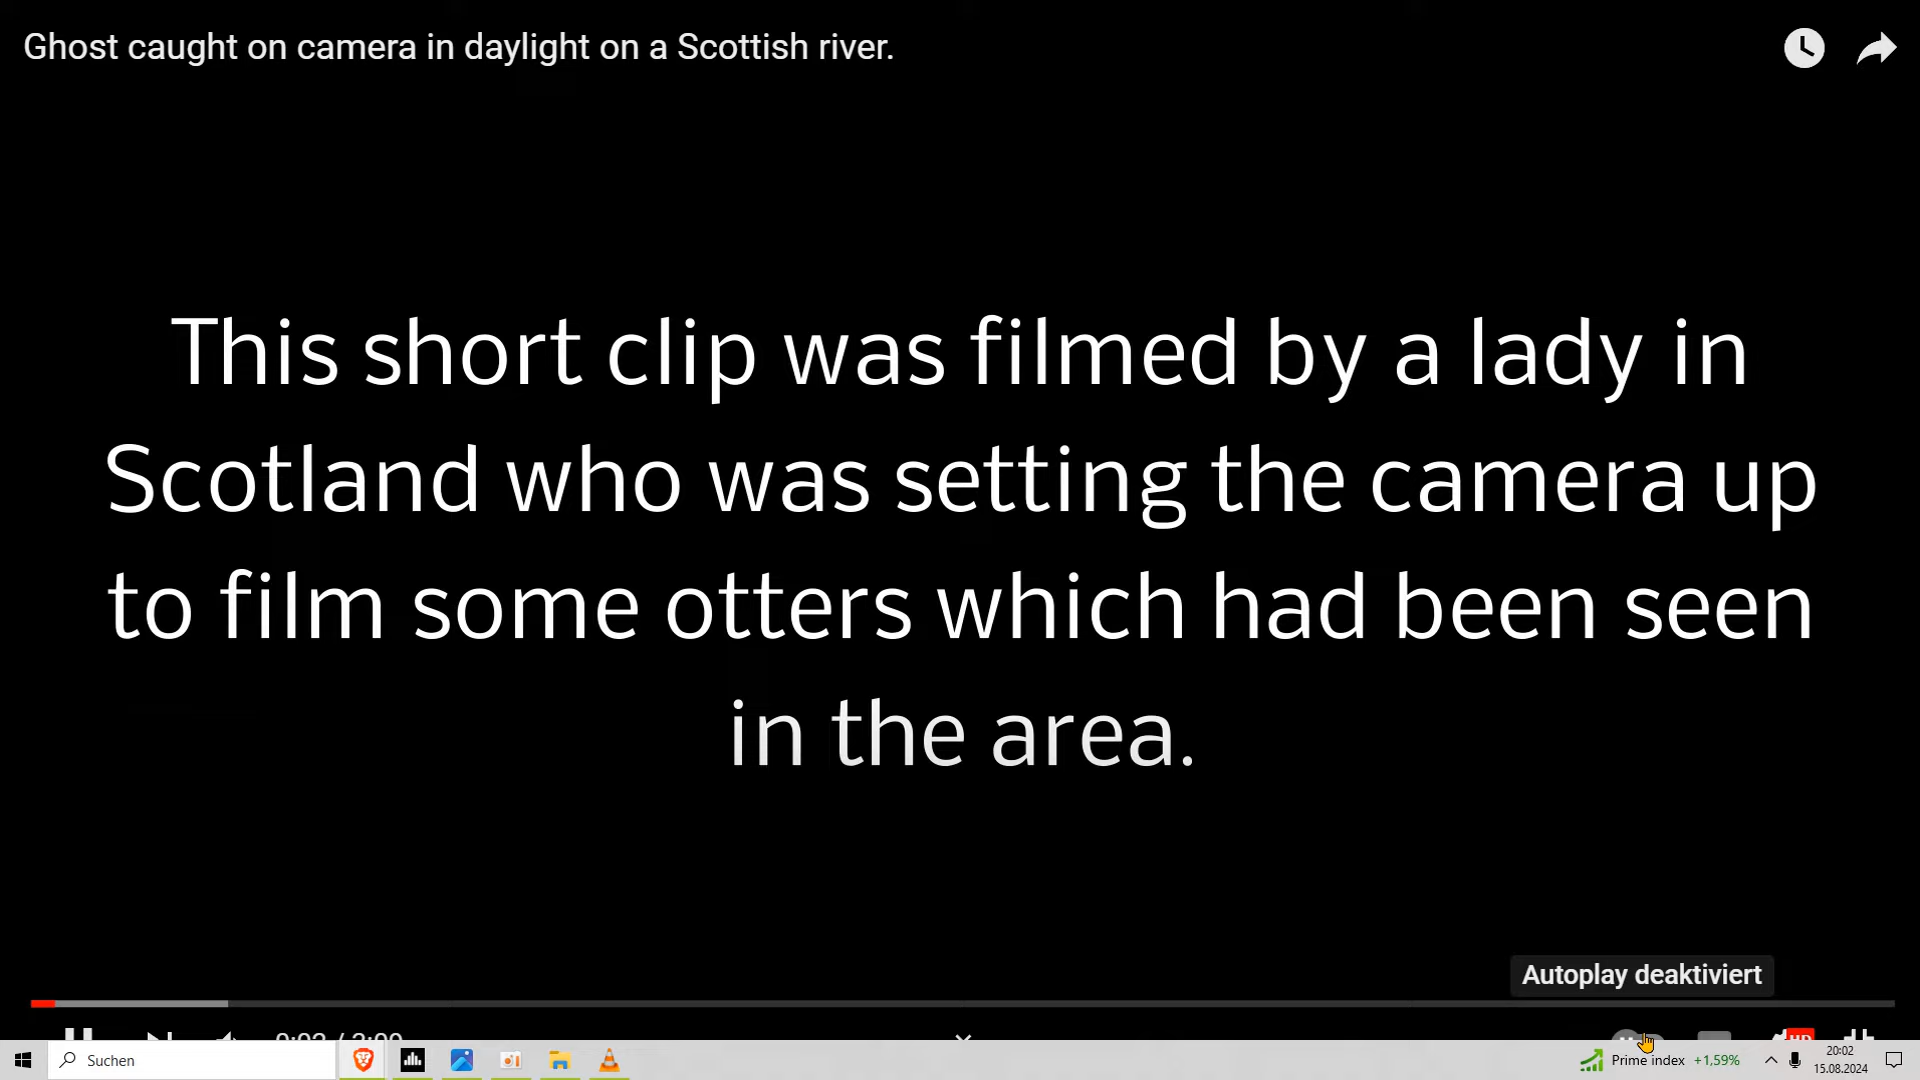 Ghost caught on camera in daylight on a Scottish river.
This short clip was filmed by a lady in
Scotland who was setting the camera up
to film some otters which had been seen
in the area.
Autoplay deaktiviert
HD
Suchen
Prime index +1,59%
20:02
15.08.2024